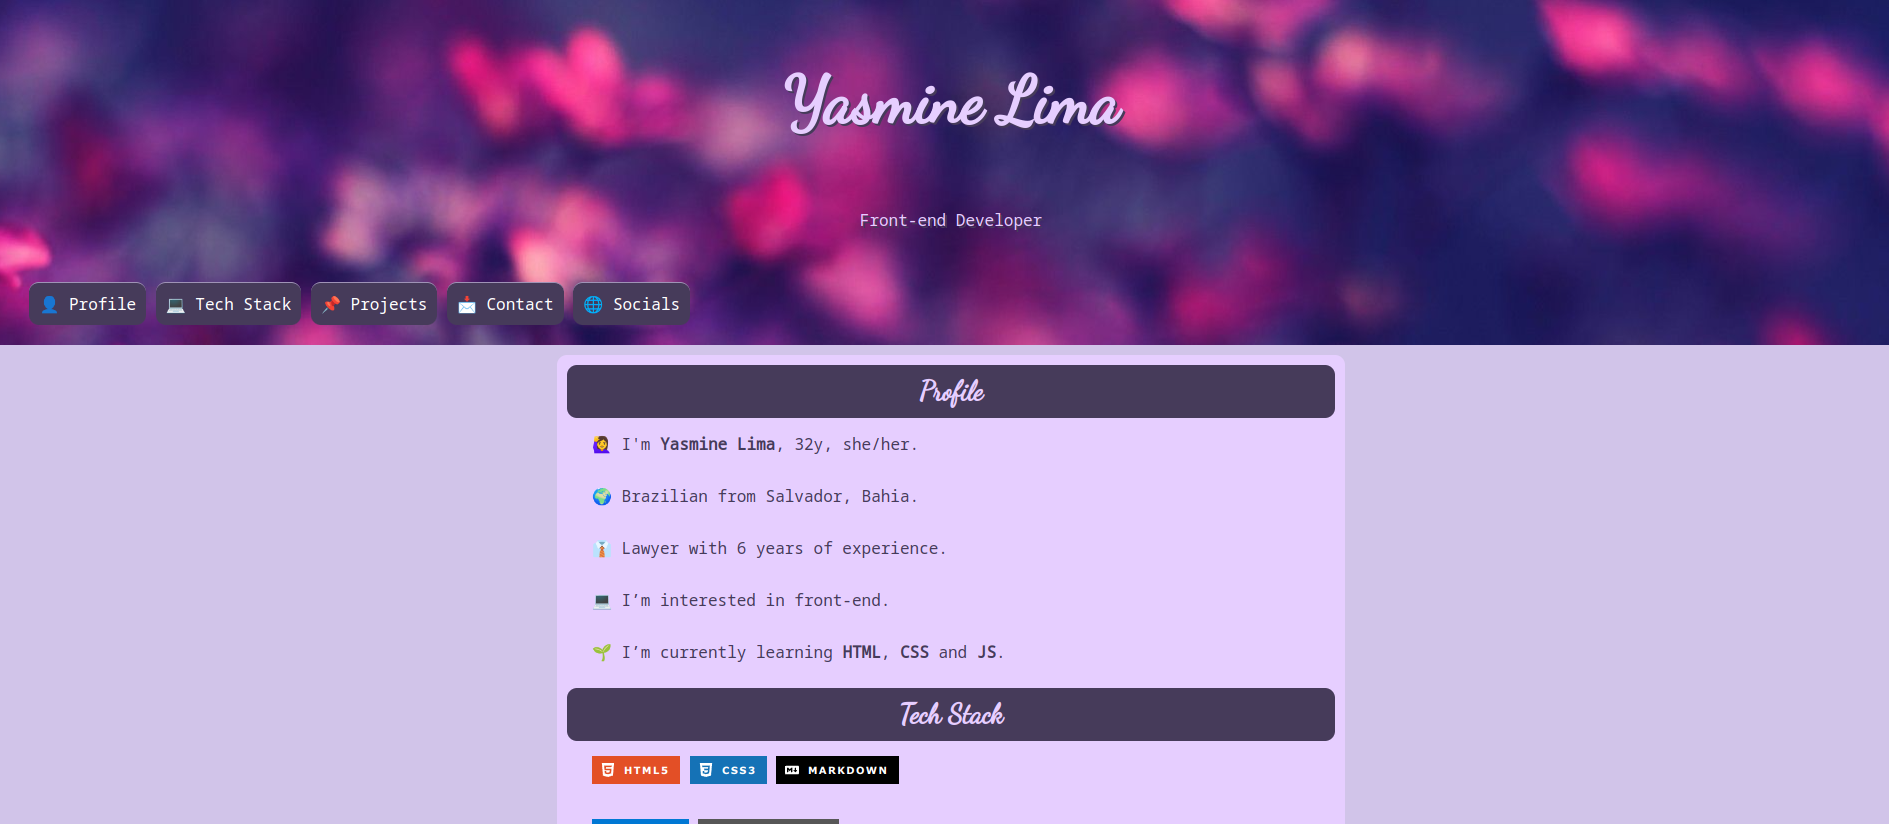 Yasmine Lima
Front-end Developer
👤 Profile 💻 Tech Stack 📌 Projects 📩 Contact 🌐 Socials
Profile
🙋‍♀️ I'm Yasmine Lima, 32y, she/her.
🌍 Brazilian from Salvador, Bahia.
👔 Lawyer with 6 years of experience.
💻 I’m interested in front-end.
🌱 I’m currently learning HTML, CSS and JS.
Tech Stack
HTML5 CSS3 MARKDOWN